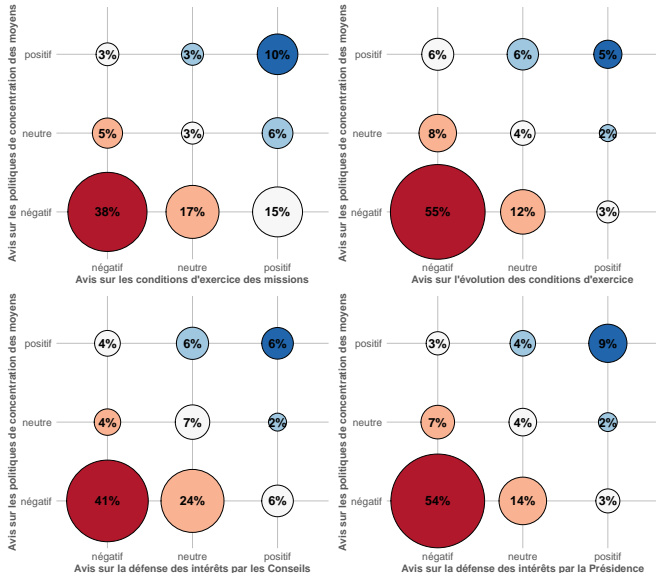 Avis sur les politiques de concentration des moyens
positif
neutre
négatif
3%
3%
10%
5%
3%
6%
38%
17%
15%
négatif
neutre
positif
Avis sur les conditions d'exercice des missions
Avis sur les politiques de concentration des moyens
positif
neutre
négatif
6%
6%
5%
8%
4%
2%
55%
12%
3%
négatif
neutre
positif
Avis sur l'évolution des conditions d'exercice
Avis sur les politiques de concentration des moyens
positif
neutre
négatif
4%
6%
6%
4%
7%
2%
41%
24%
6%
négatif
neutre
positif
Avis sur la défense des intérêts par les Conseils
Avis sur les politiques de concentration des moyens
positif
neutre
négatif
3%
4%
9%
7%
4%
2%
54%
14%
3%
négatif
neutre
positif
Avis sur la défense des intérêts par la Présidence